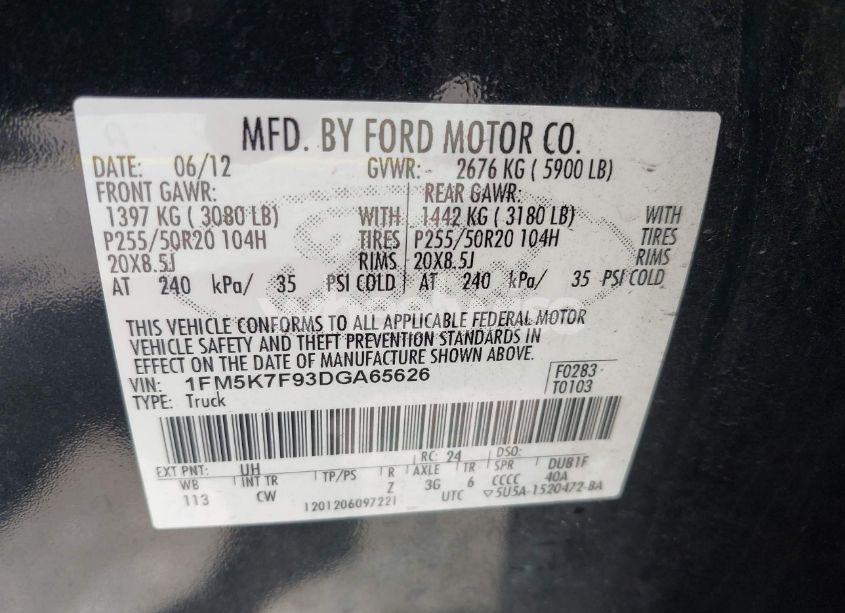 MFD. BY FORD MOTOR CO.
DATE: 06/12 GVWR: 2676 KG ( 5900 LB)
FRONT GAWR: REAR GAWR:
1397 KG ( 3080 LB) WITH 1442 KG ( 3180 LB) WITH
P255/50R20 104H TIRES P255/50R20 104H TIRES
20X8.5J RIMS 20X8.5J RIMS
AT 240 kPa/ 35 PSI COLD AT 240 kPa/ 35 PSI COLD
THIS VEHICLE CONFORMS TO ALL APPLICABLE FEDERAL MOTOR
VEHICLE SAFETY AND THEFT PREVENTION STANDARDS IN
EFFECT ON THE DATE OF MANUFACTURE SHOWN ABOVE.
VIN: 1FM5K7F93DGA65626 F0283
TYPE: Truck T0103
RC: 24 DSO:
EXT PNT: UH AXLE TR SPR DUB1F
WB INT TR TP/PS R 3G 6 CCCC 40A
113 CW Z UTC 5U5A-1520472-BA
1201206097221